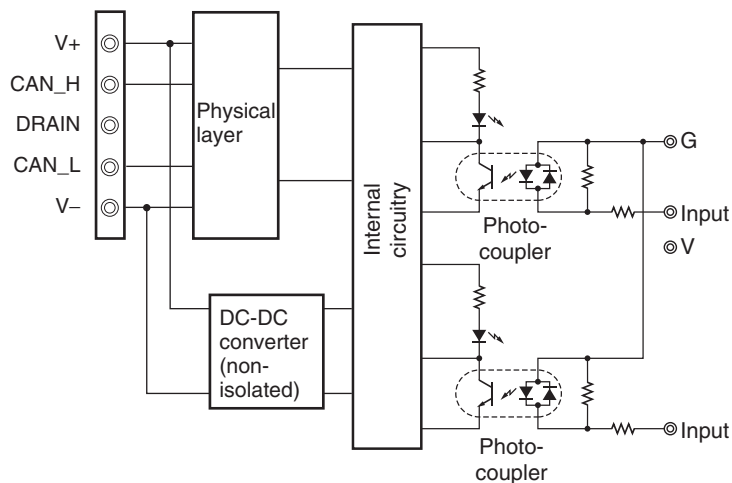 V+
CAN_H
DRAIN
CAN_L
V–
Physical
layer
DC-DC
converter
(non-
isolated)
Internal
circuitry
Photo-
coupler
G
Input
V
Photo-
coupler
Input